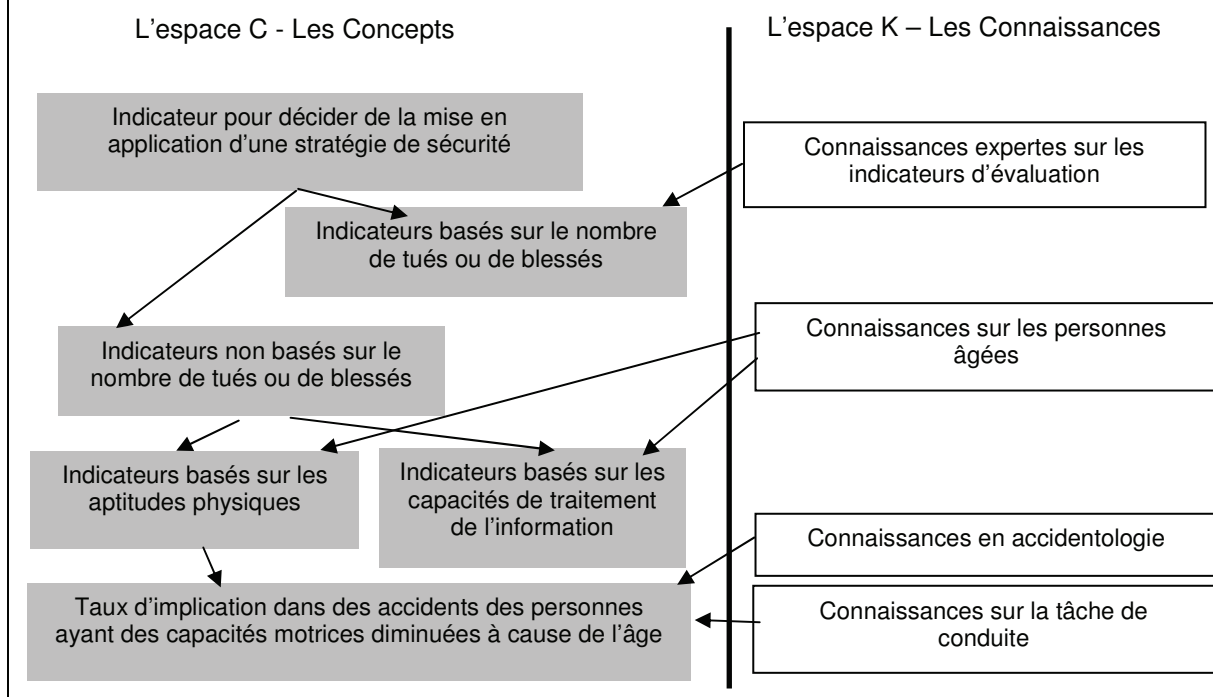 L'espace C - Les Concepts
L'espace K – Les Connaissances
Indicateur pour décider de la mise en
application d'une stratégie de sécurité
Connaissances expertes sur les
indicateurs d'évaluation
Indicateurs basés sur le nombre
de tués ou de blessés
Indicateurs non basés sur le
nombre de tués ou de blessés
Connaissances sur les personnes
âgées
Indicateurs basés sur les
aptitudes physiques
Indicateurs basés sur les
capacités de traitement
de l'information
Connaissances en accidentologie
Taux d'implication dans des accidents des personnes
ayant des capacités motrices diminuées à cause de l'âge
Connaissances sur la tâche de
conduite